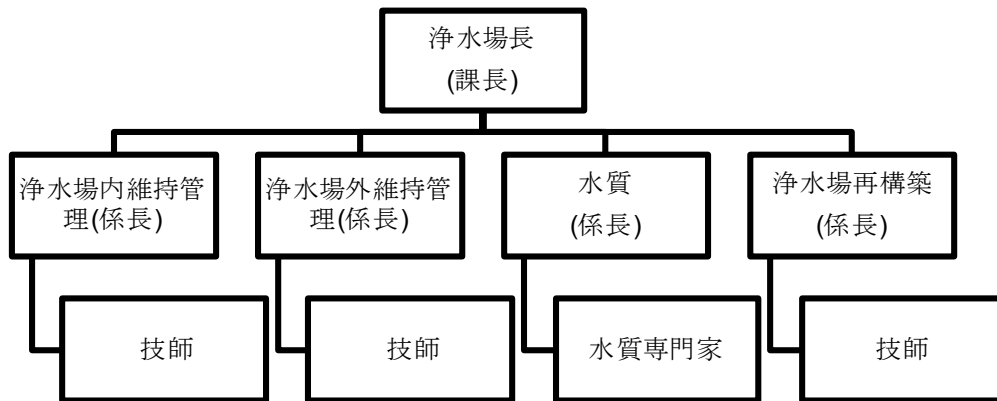 浄水場長
(課長)
浄水場内維持管
理(係長)
浄水場外維持管
理(係長)
水質
(係長)
浄水場再構築
(係長)
技師
技師
水質専門家
技師